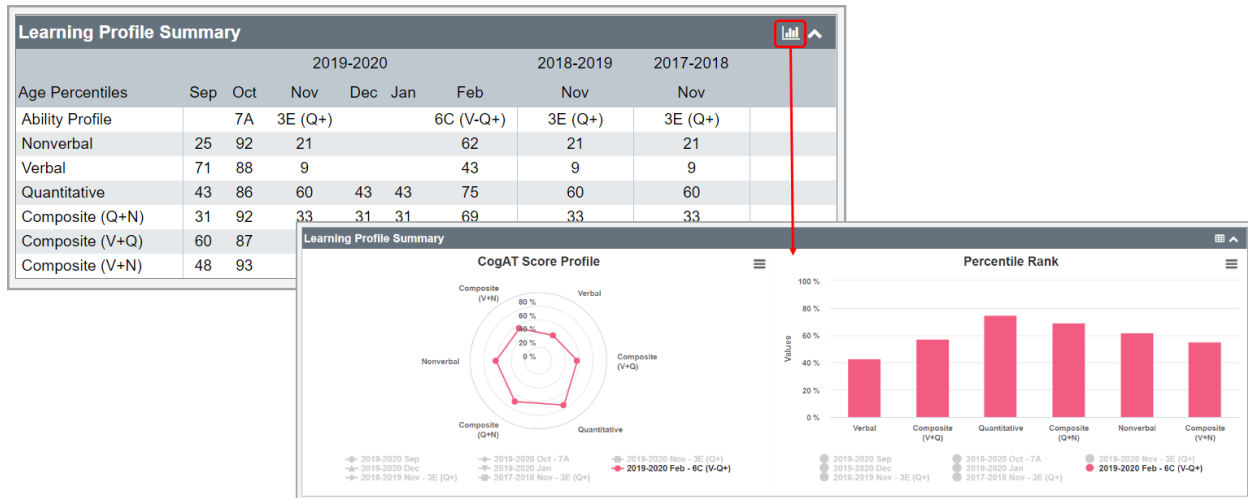 Learning Profile Summary
2019-2020 2018-2019 2017-2018
Age Percentiles Sep Oct Nov Dec Jan Feb Nov Nov
Ability Profile 7A 3E (Q+) 6C (V-Q+) 3E (Q+) 3E (Q+)
Nonverbal 25 92 21 62 21 21
Verbal 71 88 9 43 9 9
Quantitative 43 86 60 43 43 75 60 60
Composite (Q+N) 31 92 33 31 31 69 33 33
Composite (V+Q) 60 87
Composite (V+N) 48 93
Learning Profile Summary
CogAT Score Profile
Composite
(V+N)
Verbal
Composite
(V+Q)
Quantitative
Composite
(Q+N)
Nonverbal
80 %
60 %
40 %
20 %
0 %
2019-2020 Sep 2019-2020 Oct - 7A 2019-2020 Nov - 3E (Q+)
2019-2020 Dec 2019-2020 Jan 2019-2020 Feb - 6C (V-Q+)
2018-2019 Nov - 3E (Q+) 2017-2018 Nov - 3E (Q+)
Percentile Rank
Values
100 %
80 %
60 %
40 %
20 %
0 %
Verbal Composite Quantitative Composite Nonverbal Composite
(V+Q) (Q+N) (V+N)
2019-2020 Sep 2019-2020 Oct - 7A 2019-2020 Nov - 3E (Q+)
2019-2020 Dec 2019-2020 Jan 2019-2020 Feb - 6C (V-Q+)
2018-2019 Nov - 3E (Q+) 2017-2018 Nov - 3E (Q+)